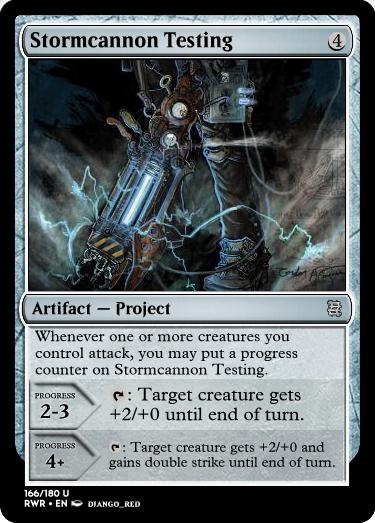 Stormcannon Testing 4
Artifact — Project
Whenever one or more creatures you
control attack, you may put a progress
counter on Stormcannon Testing.
PROGRESS
2-3
: Target creature gets
+2/+0 until end of turn.
PROGRESS
4+
: Target creature gets +2/+0 and
gains double strike until end of turn.
166/180 U
RWR • EN DJANGO_RED